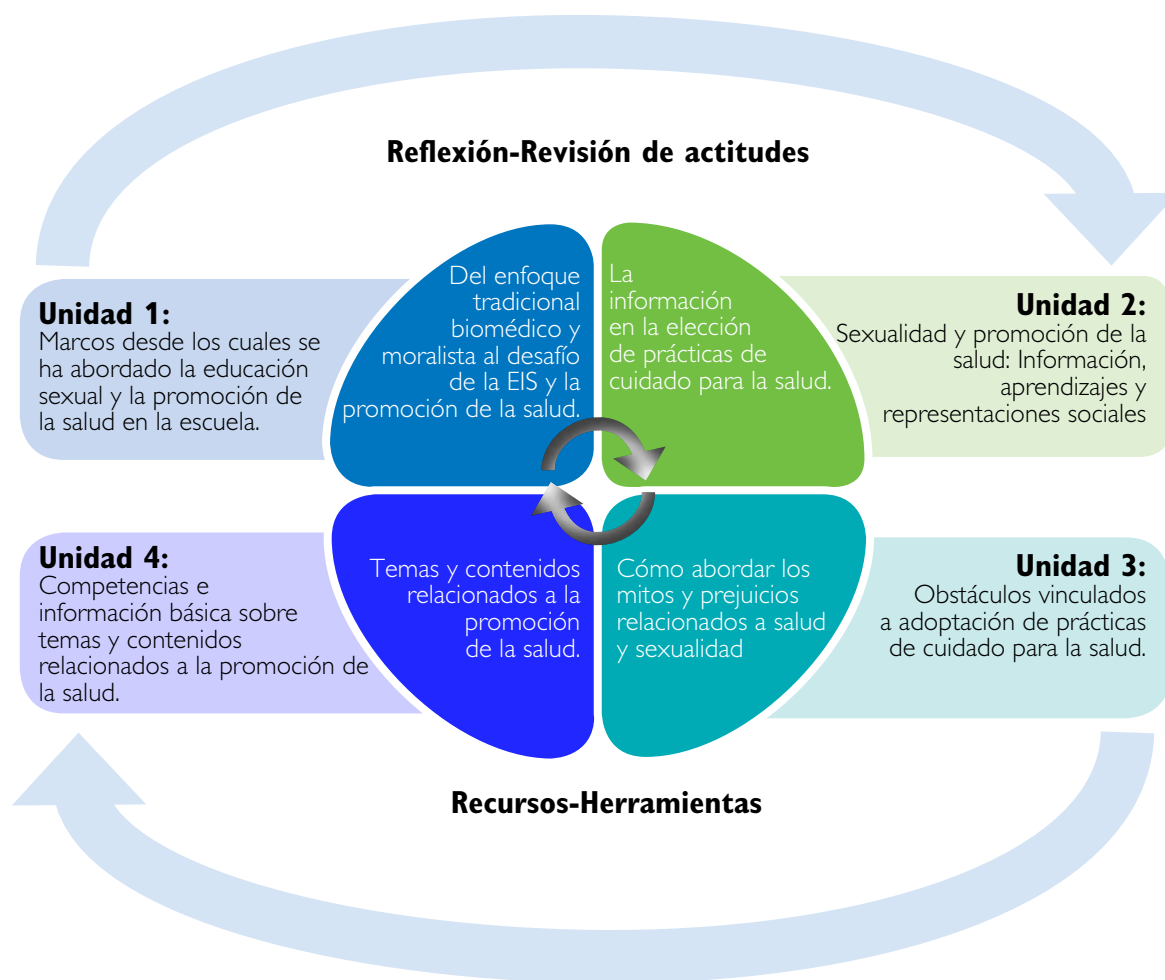 Reflexión-Revisión de actitudes
Unidad 1:
Marcos desde los cuales se
ha abordado la educación
sexual y la promoción de
la salud en la escuela.
Del enfoque
tradicional
biomédico y
moralista al desafío
de la EIS y la
promoción de la salud.
La
información
en la elección
de prácticas de
cuidado para la salud.
Unidad 2:
Sexualidad y promoción de la
salud: Información,
aprendizajes y
representaciones sociales
Unidad 4:
Competencias e
información básica sobre
temas y contenidos
relacionados a la promoción de
la salud.
Temas y contenidos
relacionados a la
promoción
de la salud.
Cómo abordar los
mitos y prejuicios
relacionados a salud
y sexualidad
Unidad 3:
Obstáculos vinculados
a adopción de prácticas
de cuidado para la salud.
Recursos-Herramientas